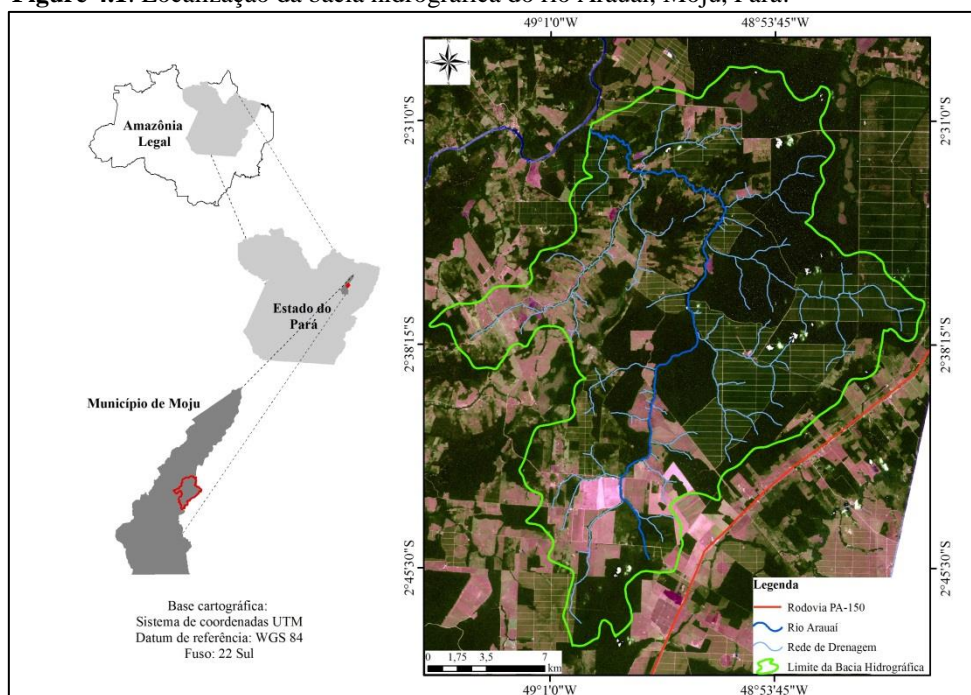 Figure 4.1. Localização da bacia hidrográfica do rio Arauaí, Moju, Pará.
Amazônia
Legal
Estado do
Pará
Município de Moju
Base cartográfica:
Sistema de coordenadas UTM
Datum de referência: WGS 84
Fuso: 22 Sul
49°1'0"W
48°53'45"W
2°31'0"S
2°31'0"S
2°38'15"S
2°38'15"S
2°45'30"S
2°45'30"S
0 1,75 3,5 7
km
Legenda
Rodovia PA-150
Rio Arauaí
Rede de Drenagem
Limite da Bacia Hidrográfica
49°1'0"W
48°53'45"W